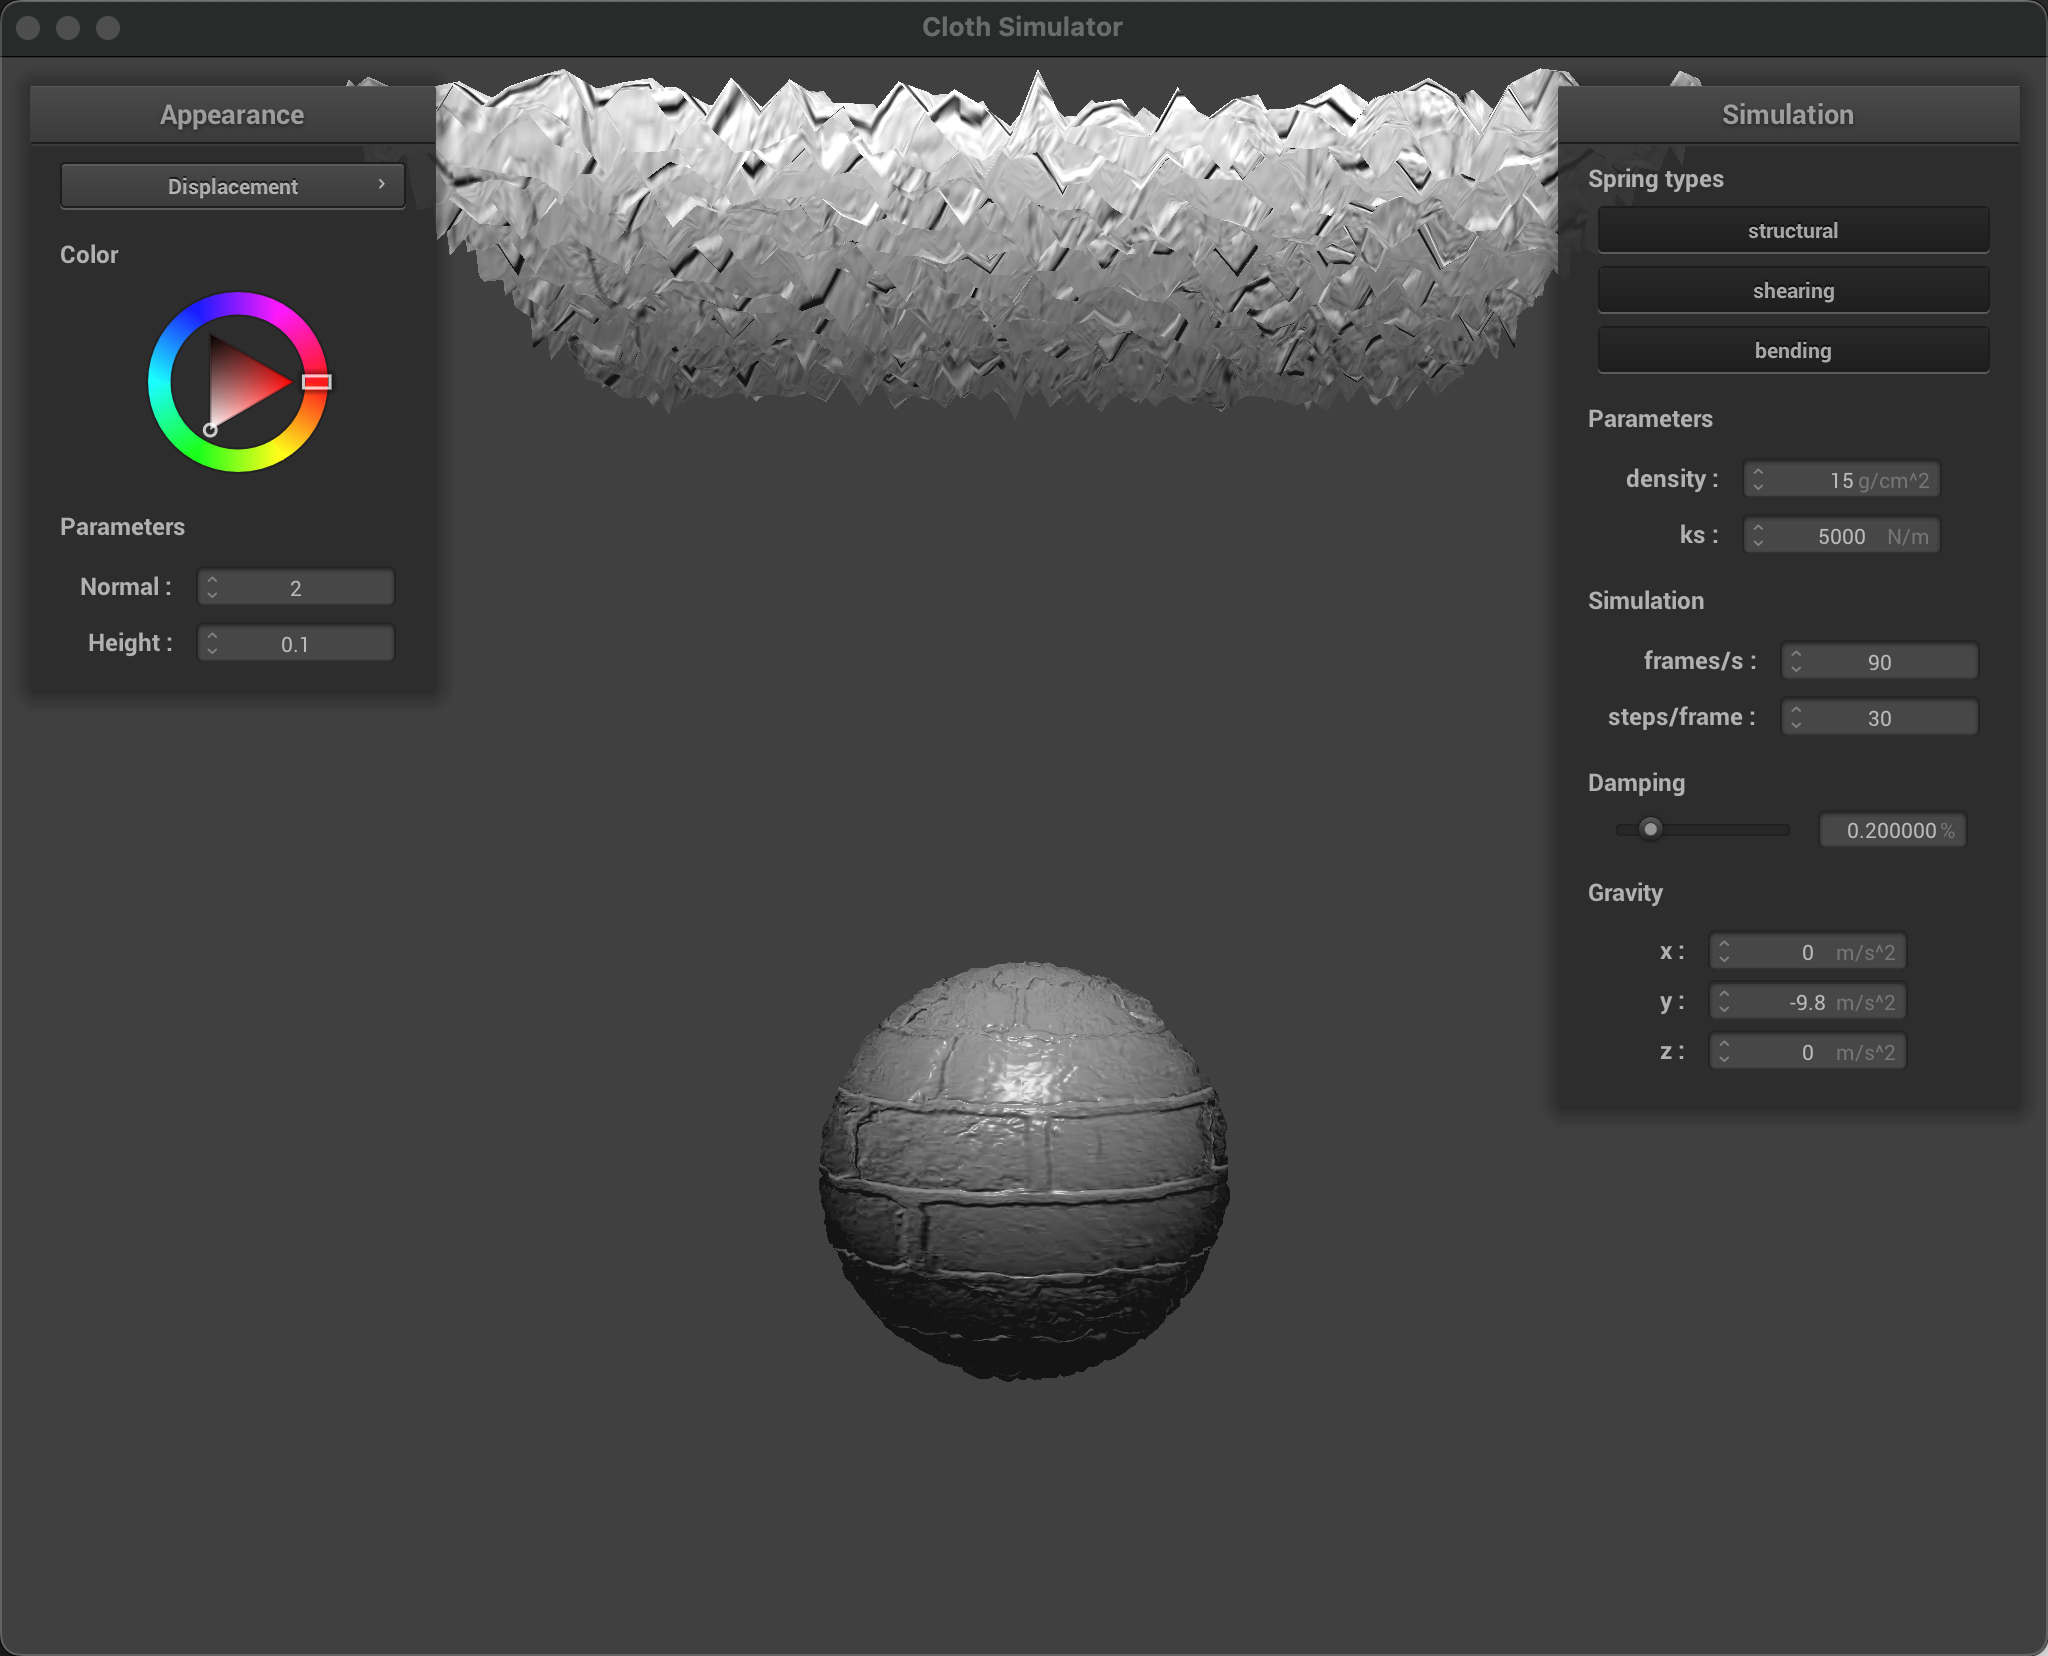 Cloth Simulator
Appearance
Displacement
Color
Parameters
Normal : 2
Height : 0.1
Simulation
Spring types
structural
shearing
bending
Parameters
density : 15 g/cm^2
ks : 5000 N/m
Simulation
frames/s : 90
steps/frame : 30
Damping
0.200000 %
Gravity
x : 0 m/s^2
y : -9.8 m/s^2
z : 0 m/s^2